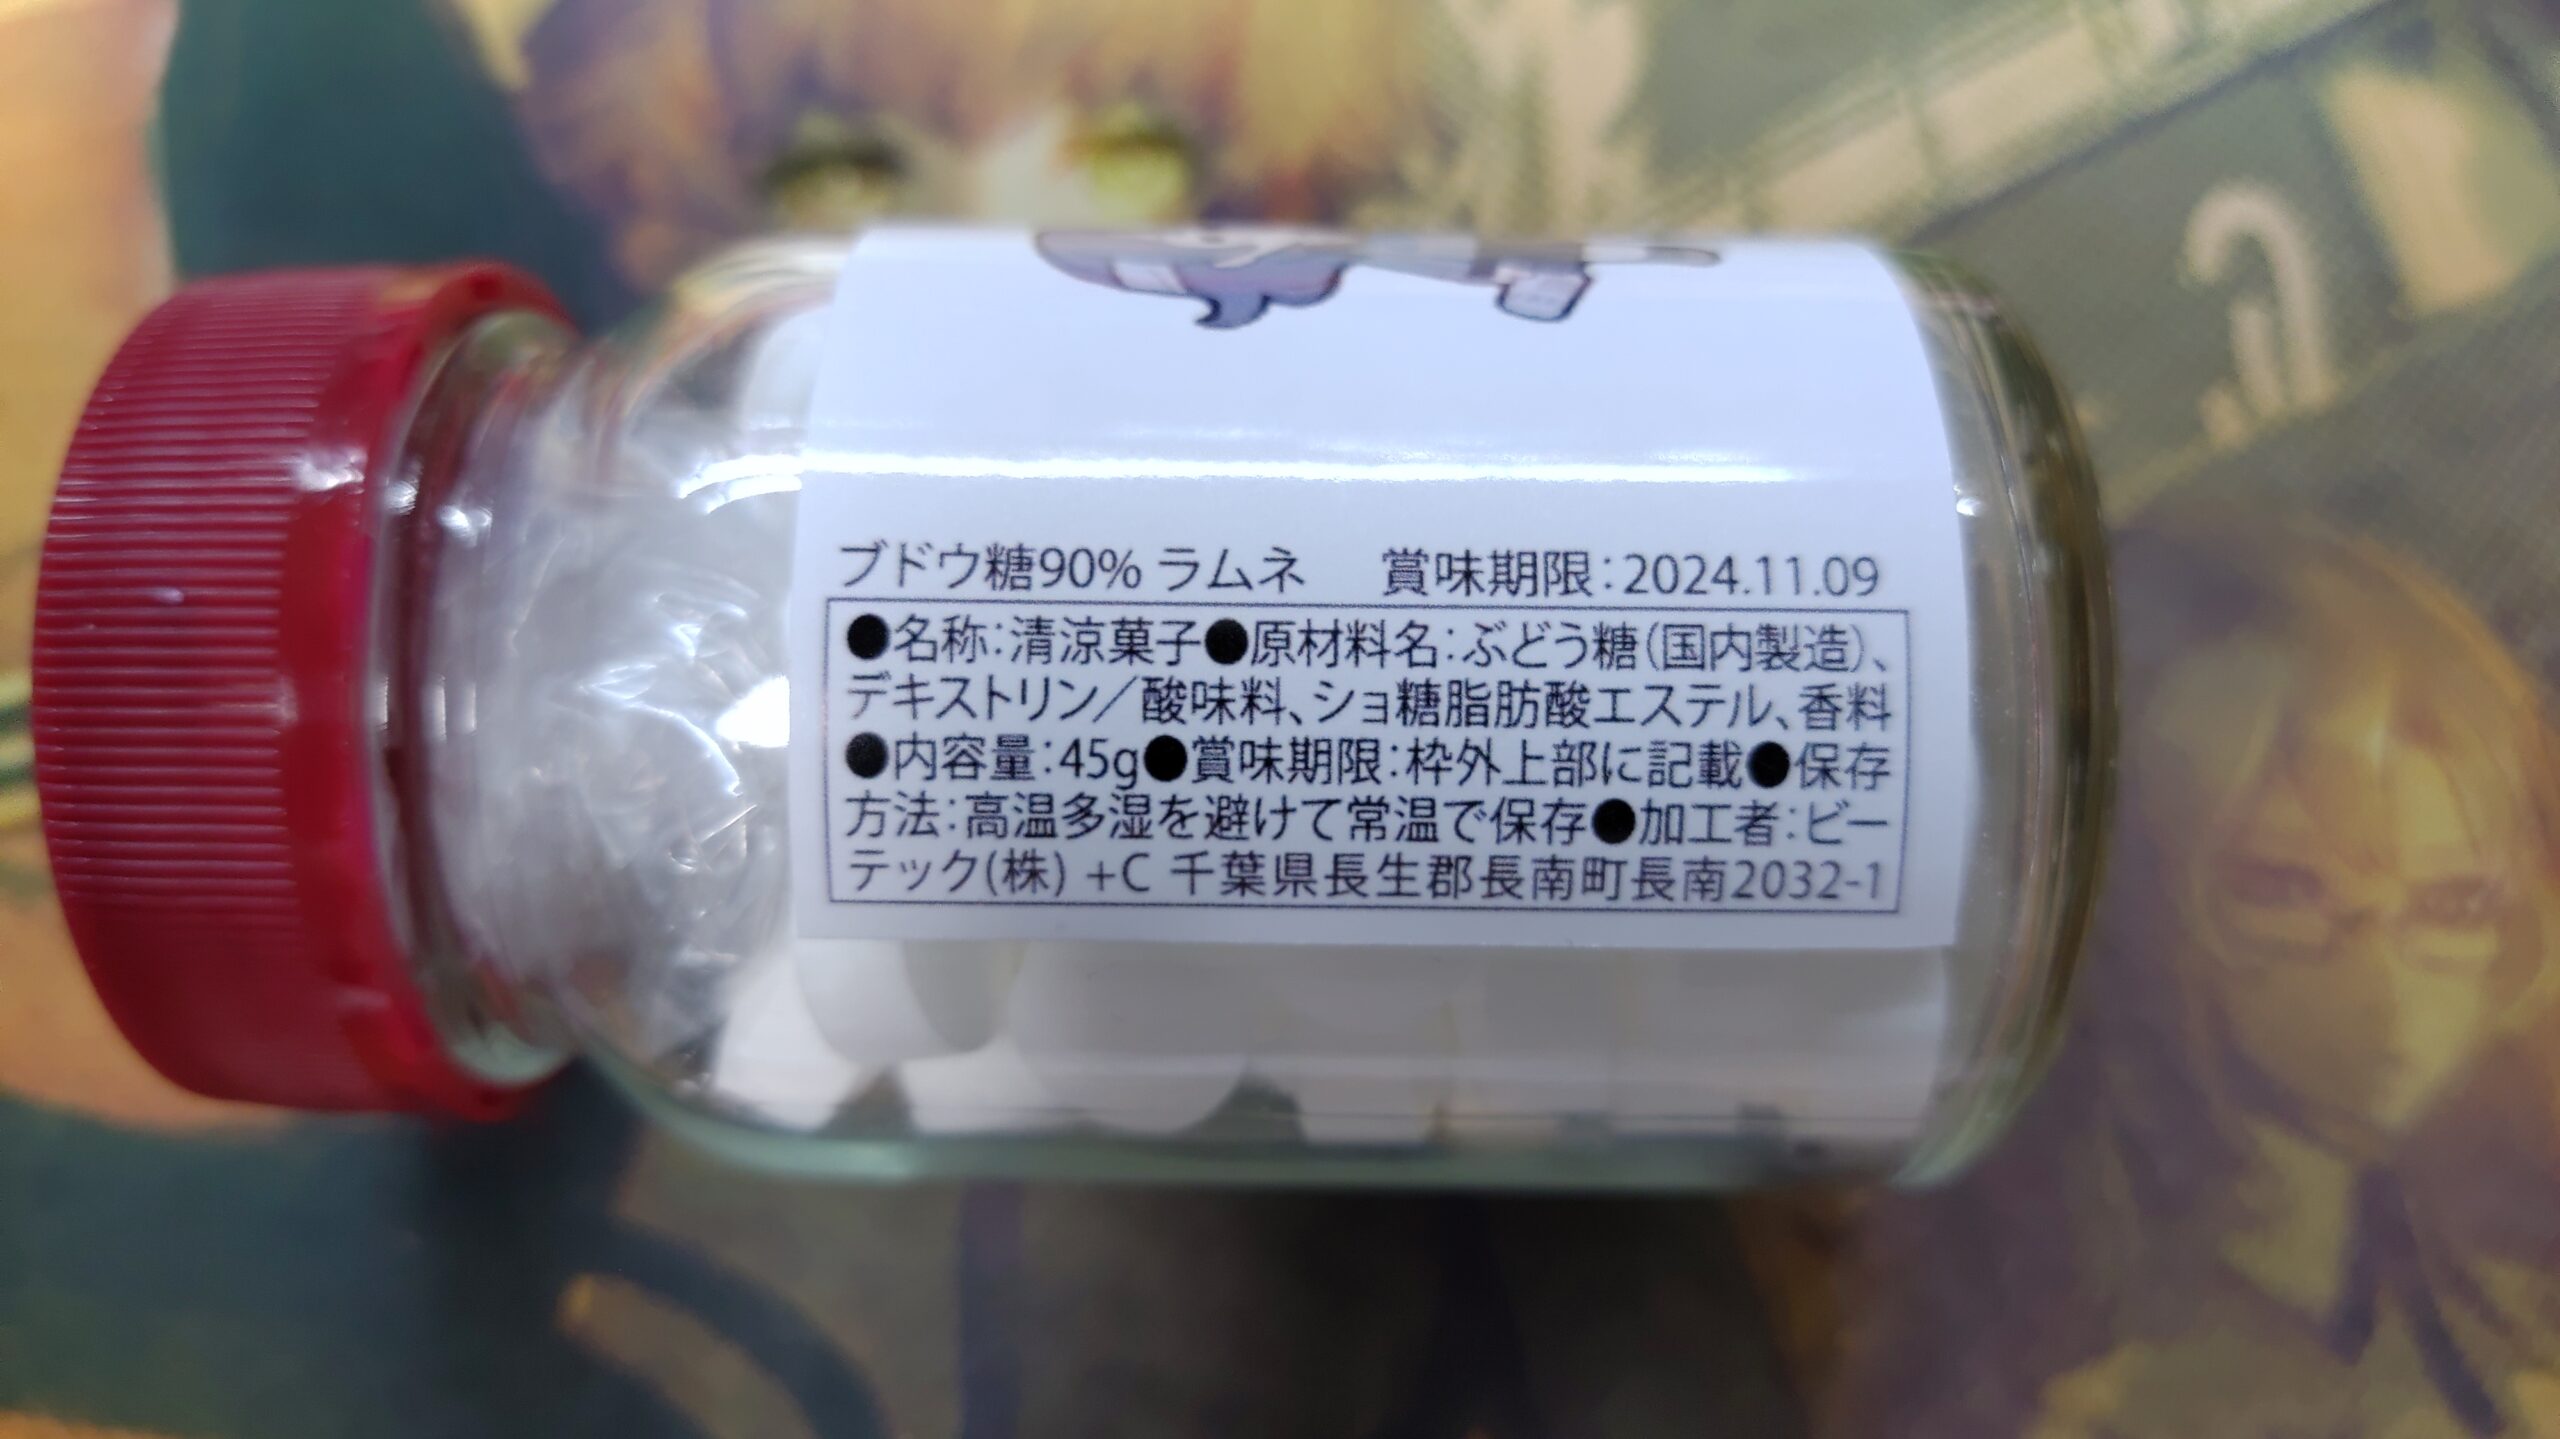 ブドウ糖90% ラムネ　賞味期限：2024.11.09
●名称：清涼菓子●原材料名：ぶどう糖（国内製造）、
デキストリン／酸味料、ショ糖脂肪酸エステル、香料
●内容量：45g●賞味期限：枠外上部に記載●保存
方法：高温多湿を避けて常温で保存●加工者：ビー
テック(株) +C 千葉県長生郡長南町長南2032-1